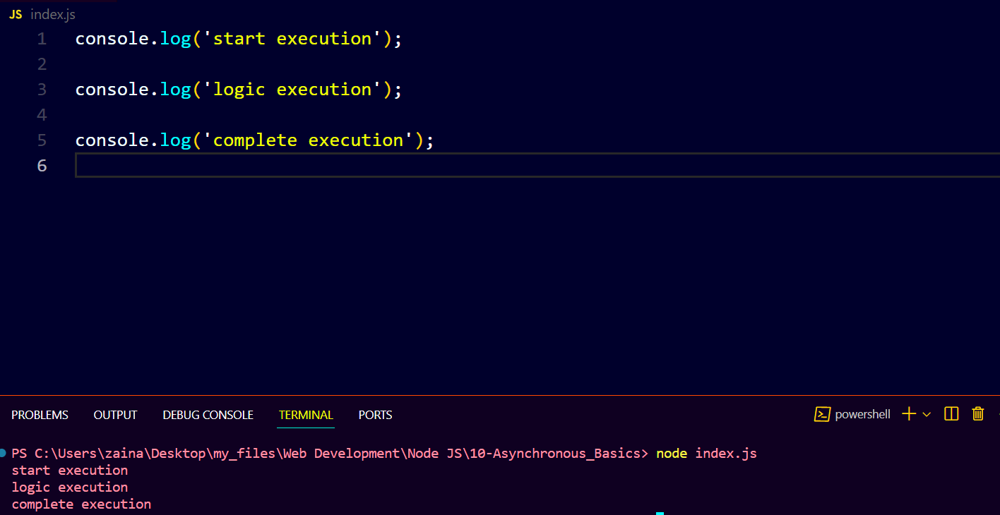 JS index.js
1 console.log('start execution');
2
3 console.log('logic execution');
4
5 console.log('complete execution');
6
PROBLEMS OUTPUT DEBUG CONSOLE TERMINAL PORTS powershell
PS C:\Users\zaina\Desktop\my_files\Web Development\Node JS\10-Asynchronous_Basics> node index.js
start execution
logic execution
complete execution